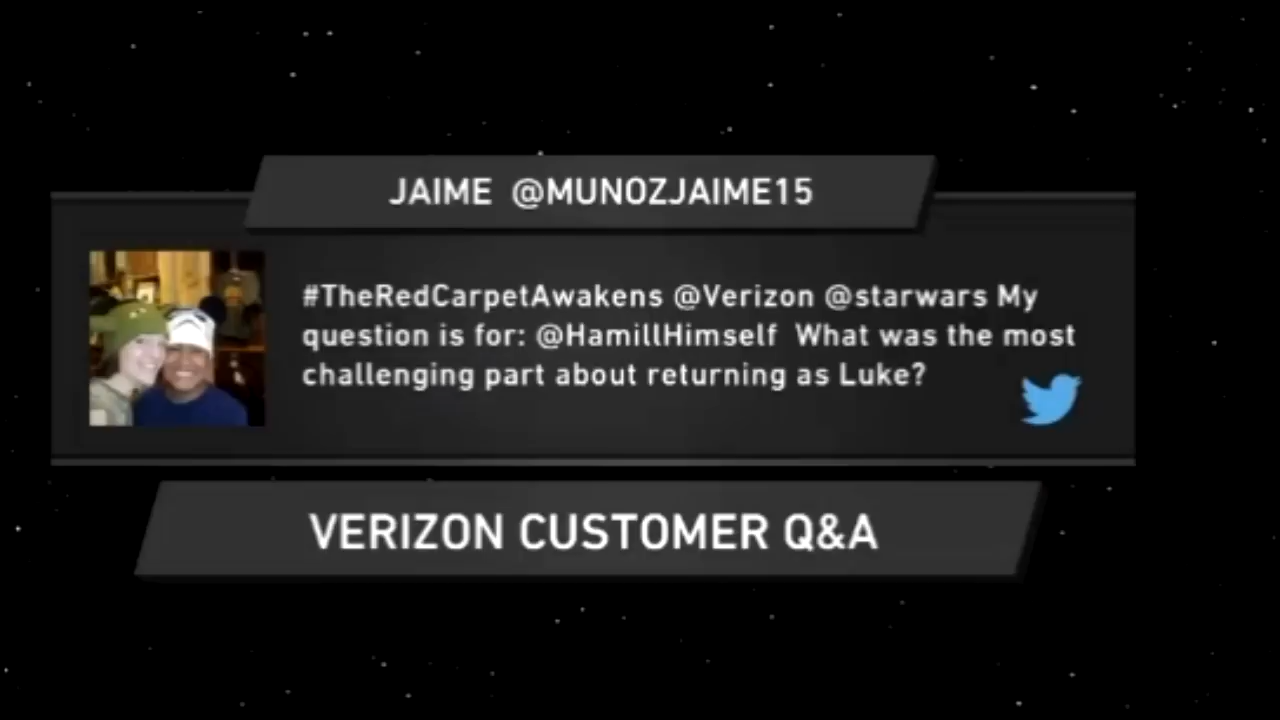 JAIME @MUNOZJAIME15
#TheRedCarpetAwakens @Verizon @starwars My
question is for: @HamillHimself What was the most
challenging part about returning as Luke?
VERIZON CUSTOMER Q&A